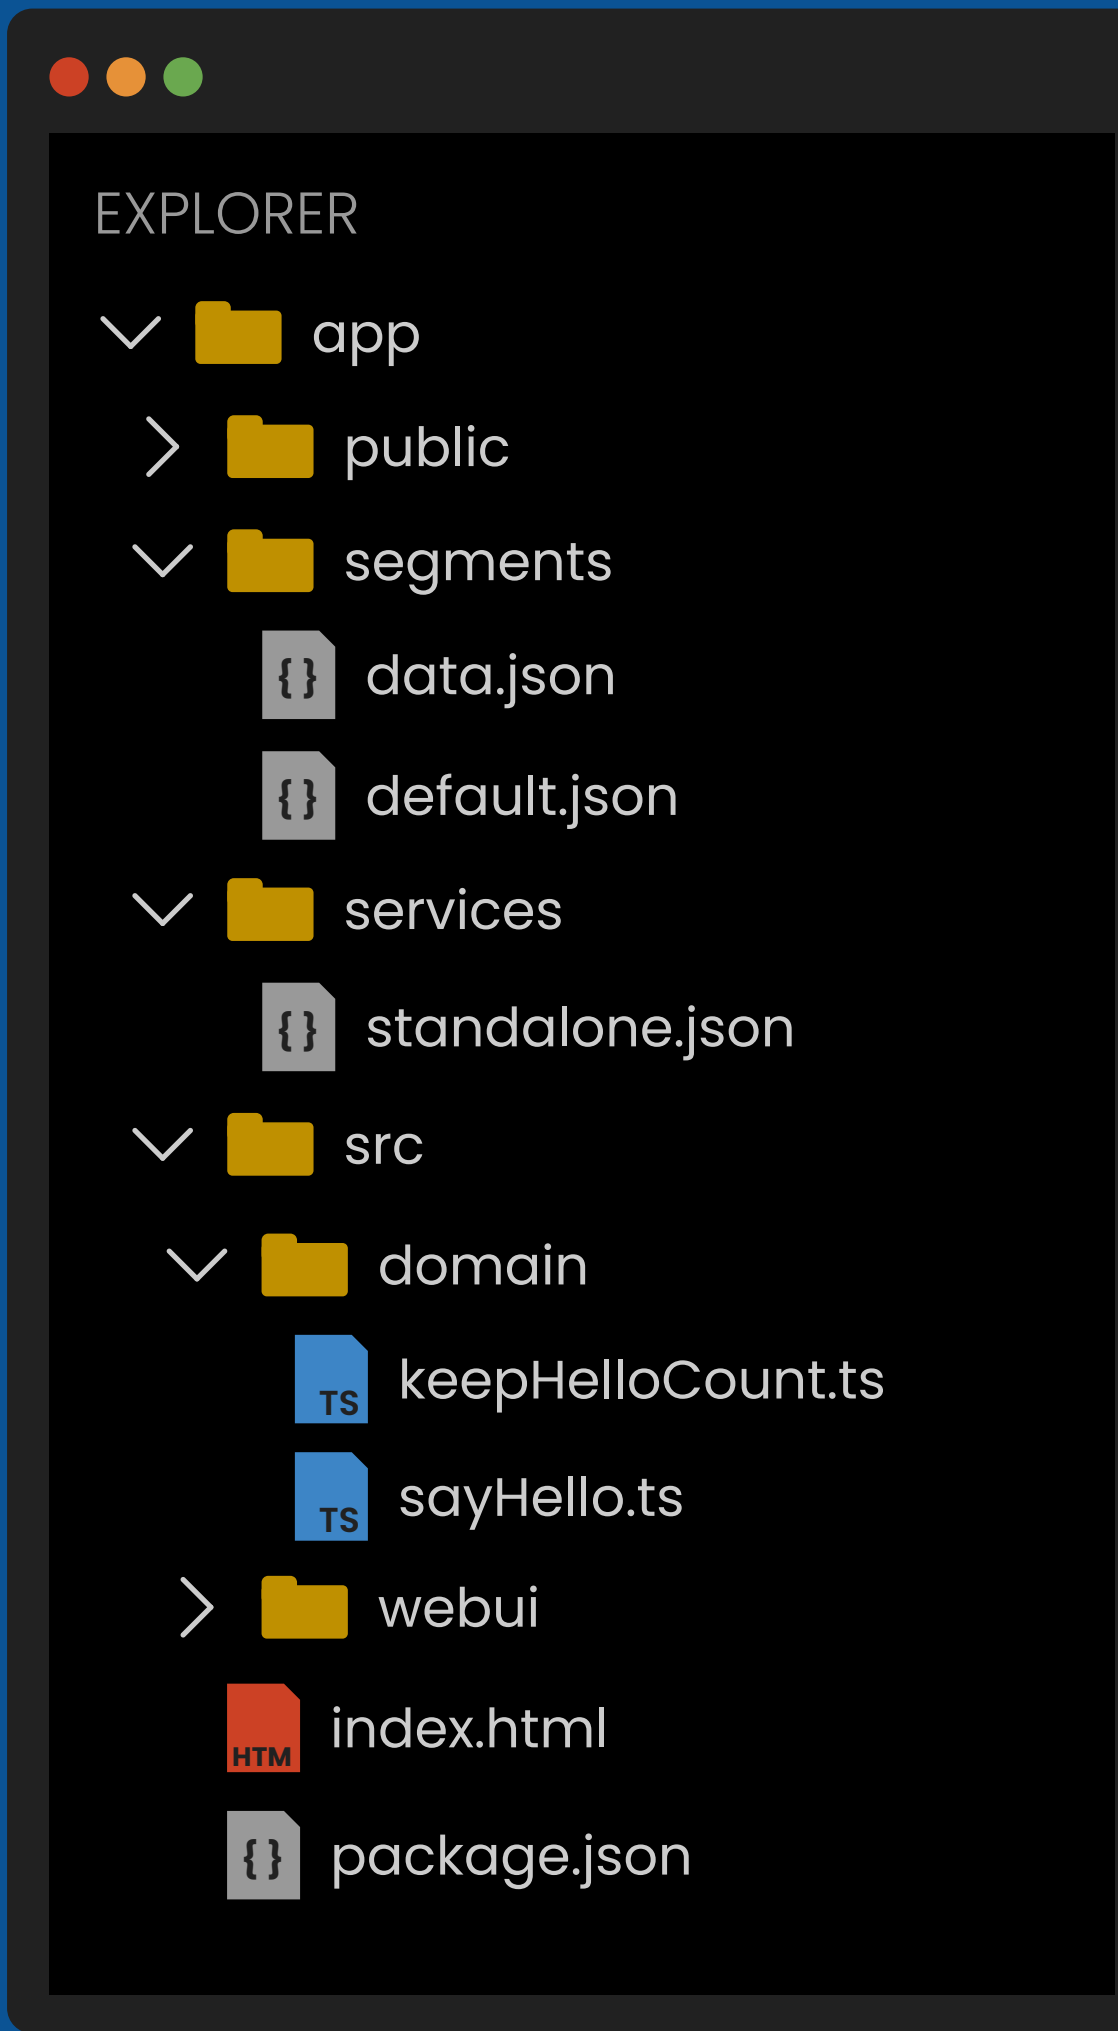 EXPLORER
app
public
segments
{ } data.json
{ } default.json
services
{ } standalone.json
src
domain
TS keepHelloCount.ts
TS sayHello.ts
webui
HTM index.html
{ } package.json